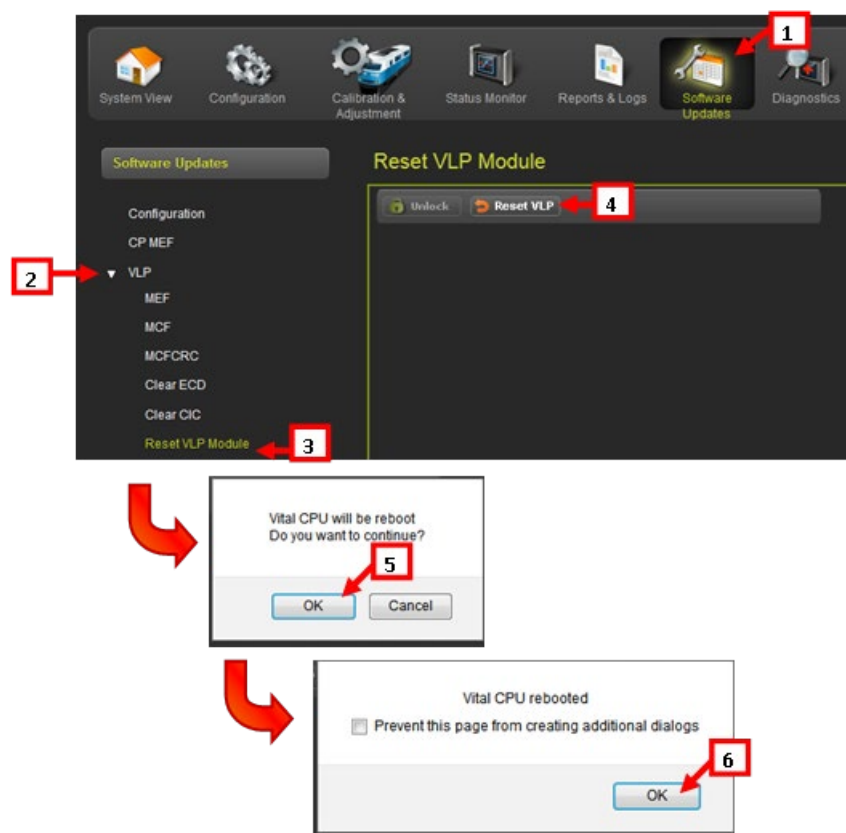 1
System View
Configuration
Calibration &
Adjustment
Status Monitor
Reports & Logs
Software
Updates
Diagnostics
Software Updates
Reset VLP Module
Unlock
Reset VLP
4
Configuration
CP MEF
2
VLP
MEF
MCF
MCFCRC
Clear ECD
Clear CIC
Reset VLP Module
3
Vital CPU will be reboot
Do you want to continue?
5
OK
Cancel
Vital CPU rebooted
Prevent this page from creating additional dialogs
6
OK